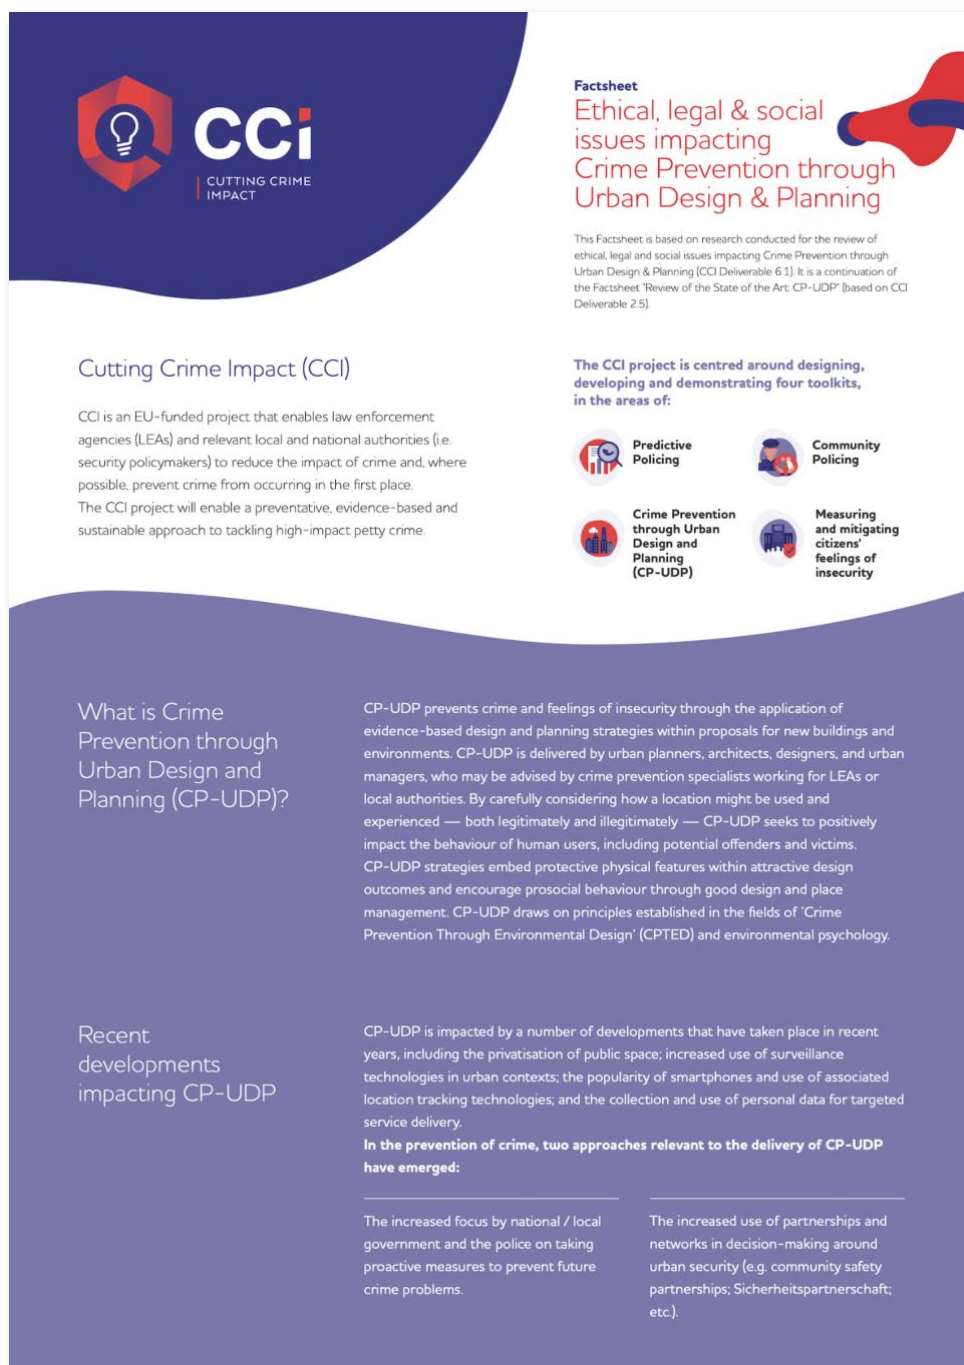 CCi
CUTTING CRIME
IMPACT
Factsheet
Ethical, legal & social
issues impacting
Crime Prevention through
Urban Design & Planning
This Factsheet is based on research conducted for the review of
ethical, legal and social issues impacting Crime Prevention through
Urban Design & Planning (CCI Deliverable 6.1). It is a continuation of
the Factsheet "Review of the State of the Art: CP-UDP" (based on CCI
Deliverable 2.5).
Cutting Crime Impact (CCI)
CCI is an EU-funded project that enables law enforcement
agencies (LEAs) and relevant local and national authorities (i.e.
security policymakers) to reduce the impact of crime and, where
possible, prevent crime from occurring in the first place.
The CCI project will enable a preventative, evidence-based and
sustainable approach to tackling high-impact petty crime.
The CCI project is centred around designing,
developing and demonstrating four toolkits,
in the areas of:
Predictive
Policing
Community
Policing
Crime Prevention
through Urban
Design and
Planning
(CP-UDP)
Measuring
and mitigating
citizens'
feelings of
insecurity
What is Crime
Prevention through
Urban Design and
Planning (CP-UDP)?
CP-UDP prevents crime and feelings of insecurity through the application of
evidence-based design and planning strategies within proposals for new buildings and
environments. CP-UDP is delivered by urban planners, architects, designers, and urban
managers, who may be advised by crime prevention specialists working for LEAs or
local authorities. By carefully considering how a location might be used and
experienced — both legitimately and illegitimately — CP-UDP seeks to positively
impact the behaviour of human users, including potential offenders and victims.
CP-UDP strategies embed protective physical features within attractive design
outcomes and encourage prosocial behaviour through good design and place
management. CP-UDP draws on principles established in the fields of 'Crime
Prevention Through Environmental Design' (CPTED) and environmental psychology.
Recent
developments
impacting CP-UDP
CP-UDP is impacted by a number of developments that have taken place in recent
years, including the privatisation of public space; increased use of surveillance
technologies in urban contexts; the popularity of smartphones and use of associated
location tracking technologies; and the collection and use of personal data for targeted
service delivery.
In the prevention of crime, two approaches relevant to the delivery of CP-UDP
have emerged:
The increased focus by national / local
government and the police on taking
proactive measures to prevent future
crime problems.
The increased use of partnerships and
networks in decision-making around
urban security (e.g. community safety
partnerships; Sicherheitspartnerschaft;
etc.).